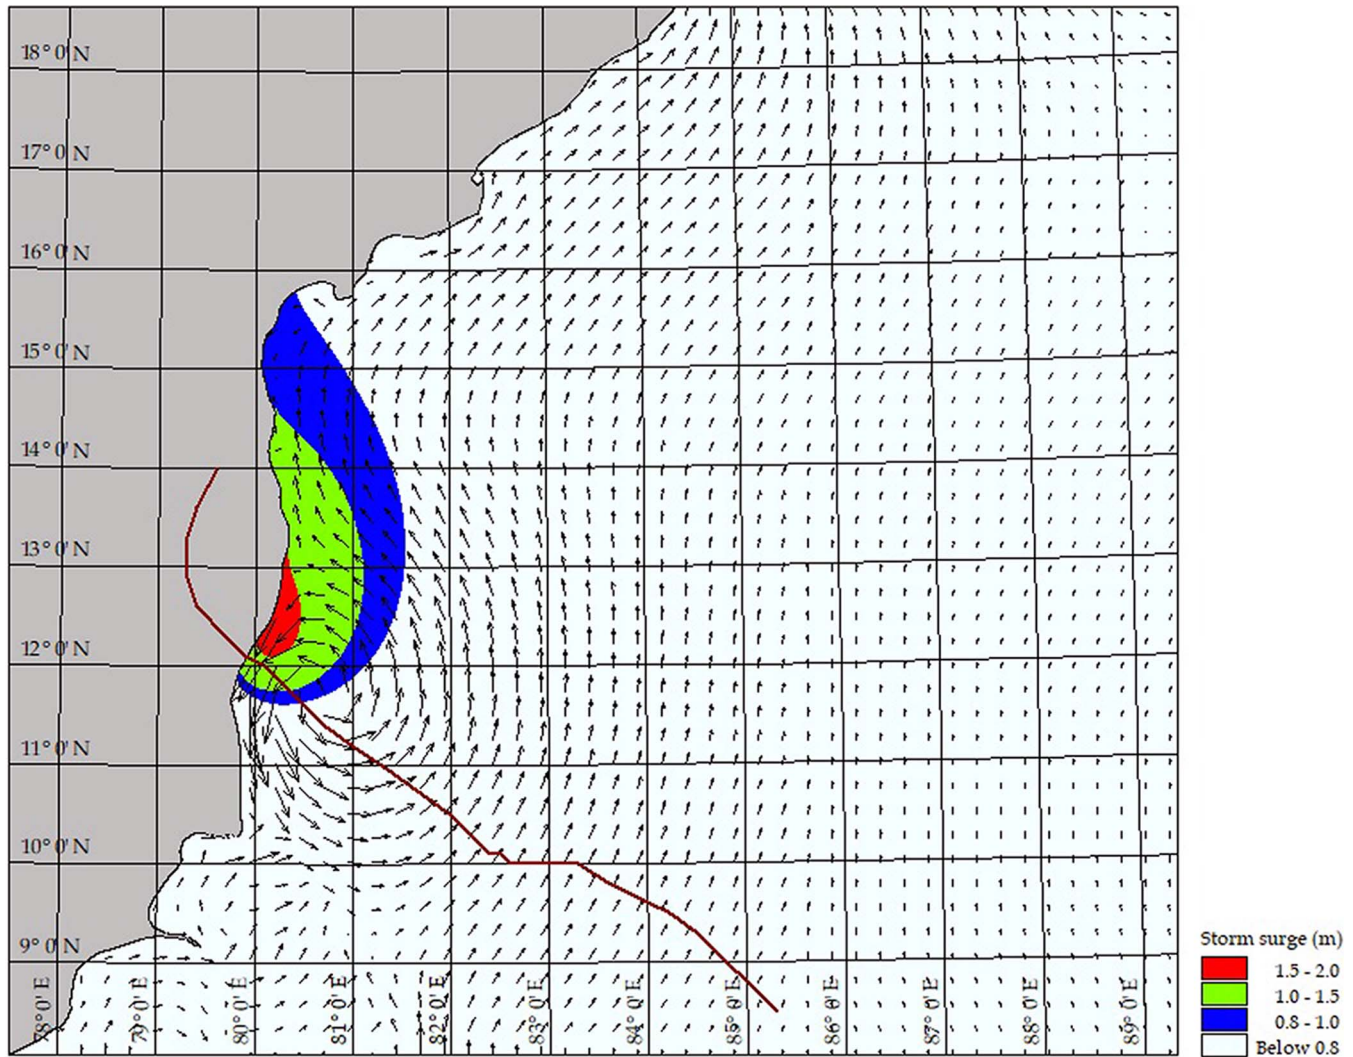 18° 0' N
17° 0' N
16° 0' N
15° 0' N
14° 0' N
13° 0' N
12° 0' N
11° 0' N
10° 0' N
9° 0' N
78° 0' E
79° 0' E
80° 0' E
81° 0' E
82° 0' E
83° 0' E
84° 0' E
85° 0' E
86° 0' E
87° 0' E
88° 0' E
89° 0' E
Storm surge (m)
1.5 - 2.0
1.0 - 1.5
0.8 - 1.0
Below 0.8